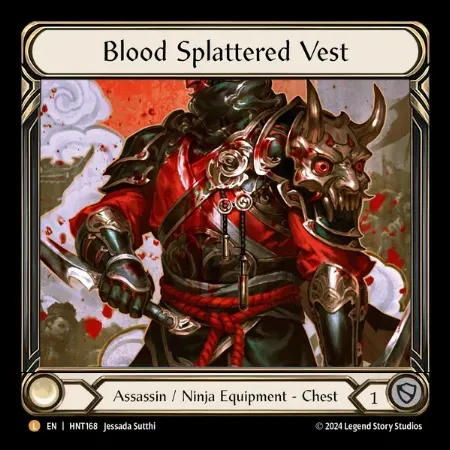 Blood Splattered Vest
Assassin / Ninja Equipment - Chest
1
L EN | HNT168 Jessada Sutthi
© 2024 Legend Story Studios